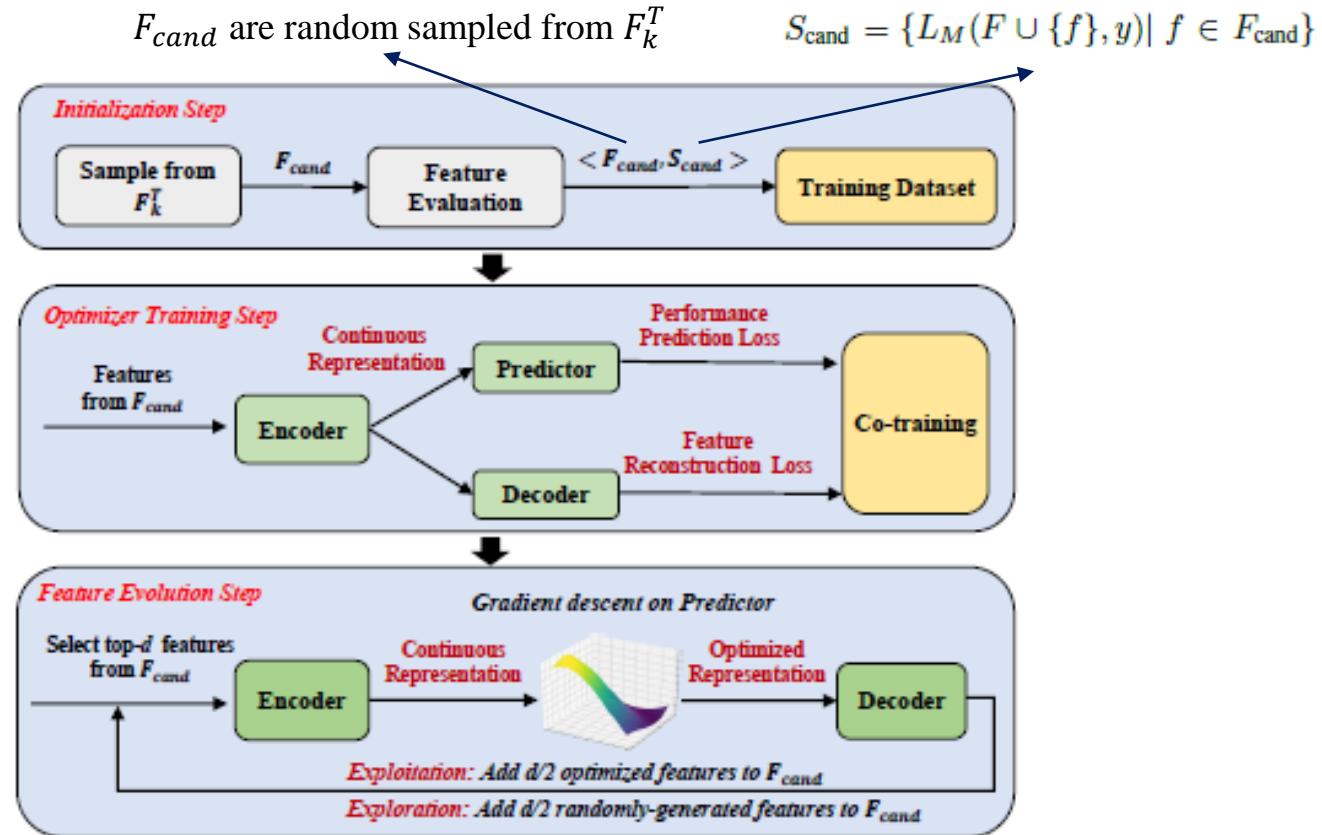 F_cand are random sampled from F_k^T
S_cand = {L_M(F ∪ {f}, y)| f ∈ F_cand}
Initialization Step
Sample from
F_k^T
F_cand
Feature
Evaluation
< F_cand, S_cand >
Training Dataset
Optimizer Training Step
Features
from F_cand
Encoder
Continuous
Representation
Predictor
Decoder
Performance
Prediction Loss
Feature
Reconstruction Loss
Co-training
Feature Evolution Step
Gradient descent on Predictor
Select top-d features
from F_cand
Encoder
Continuous
Representation
Optimized
Representation
Decoder
Exploitation: Add d/2 optimized features to F_cand
Exploration: Add d/2 randomly-generated features to F_cand